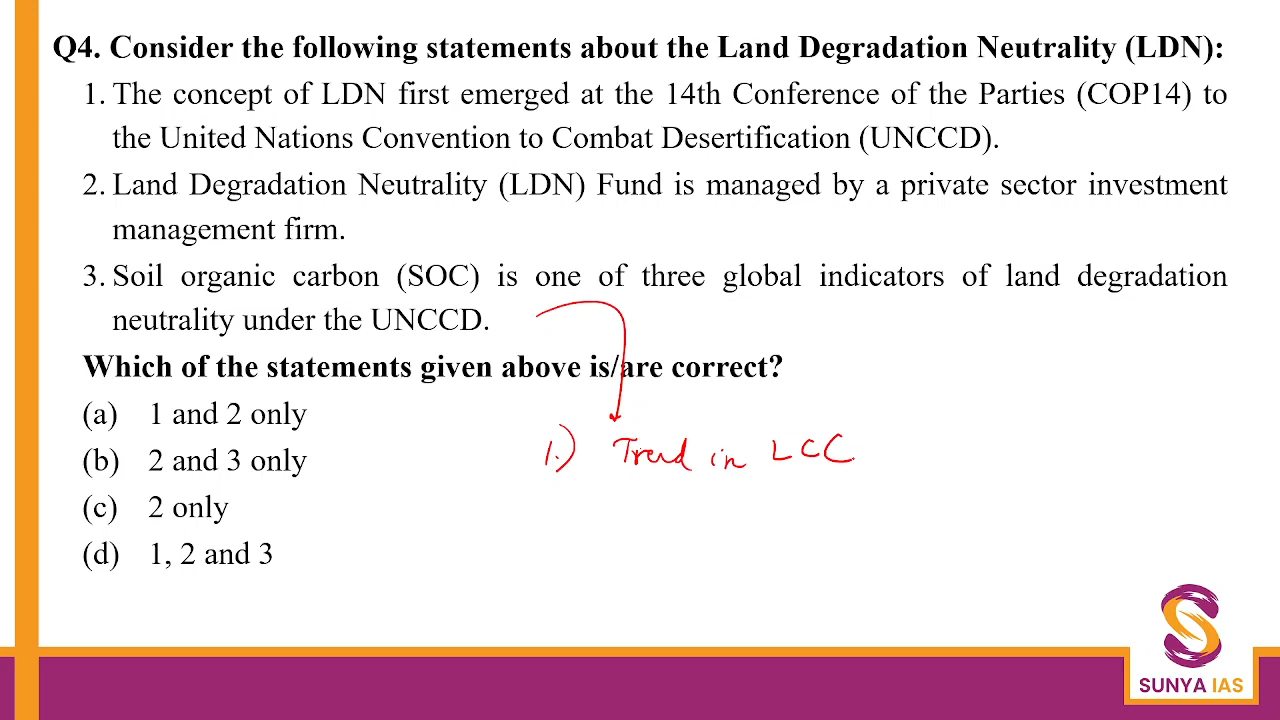 Q4. Consider the following statements about the Land Degradation Neutrality (LDN):
1. The concept of LDN first emerged at the 14th Conference of the Parties (COP14) to
the United Nations Convention to Combat Desertification (UNCCD).
2. Land Degradation Neutrality (LDN) Fund is managed by a private sector investment
management firm.
3. Soil organic carbon (SOC) is one of three global indicators of land degradation
neutrality under the UNCCD.
Which of the statements given above is/are correct?
(a) 1 and 2 only
(b) 2 and 3 only
(c) 2 only
(d) 1, 2 and 3
1.) Trend in LCC
SUNYA IAS